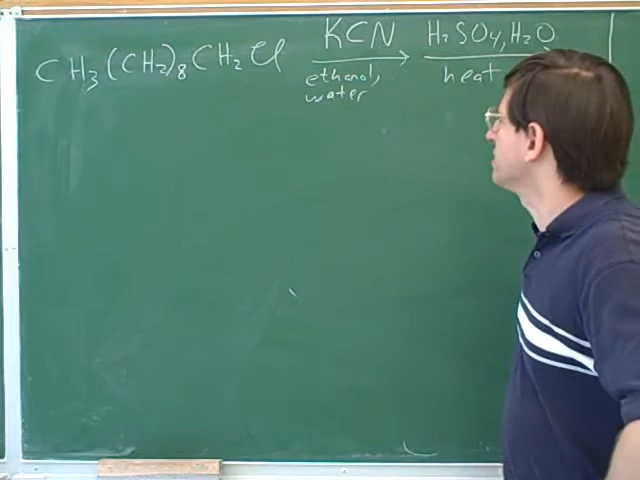 CH₃(CH₂)₈CH₂Cl KCN H₂SO₄, H₂O
ethanol, heat
water